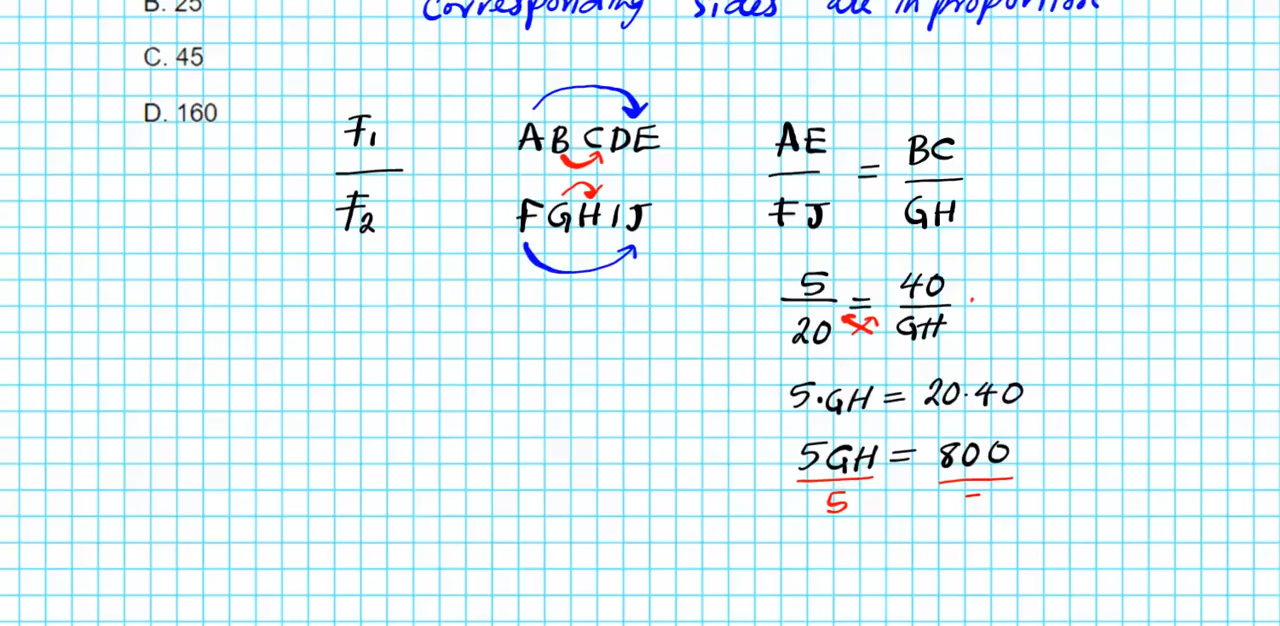 B. 25
corresponding sides are in proportion
C. 45
D. 160
F1
F2
ABCDE
FGHIJ
AE/FJ = BC/GH
5/20 = 40/GH
5·GH = 20·40
5GH = 800
5